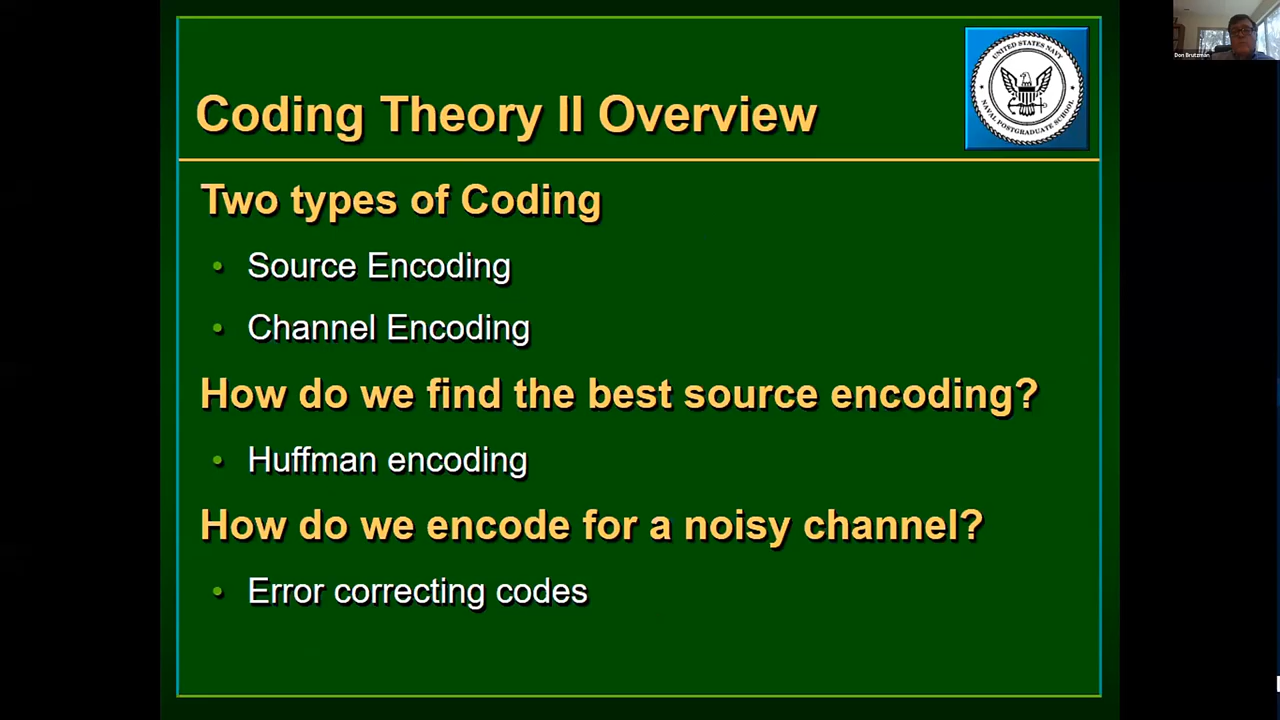 UNITED STATES NAVY
NAVAL POSTGRADUATE SCHOOL
Don Brutzman
Coding Theory II Overview
Two types of Coding
• Source Encoding
• Channel Encoding
How do we find the best source encoding?
• Huffman encoding
How do we encode for a noisy channel?
• Error correcting codes